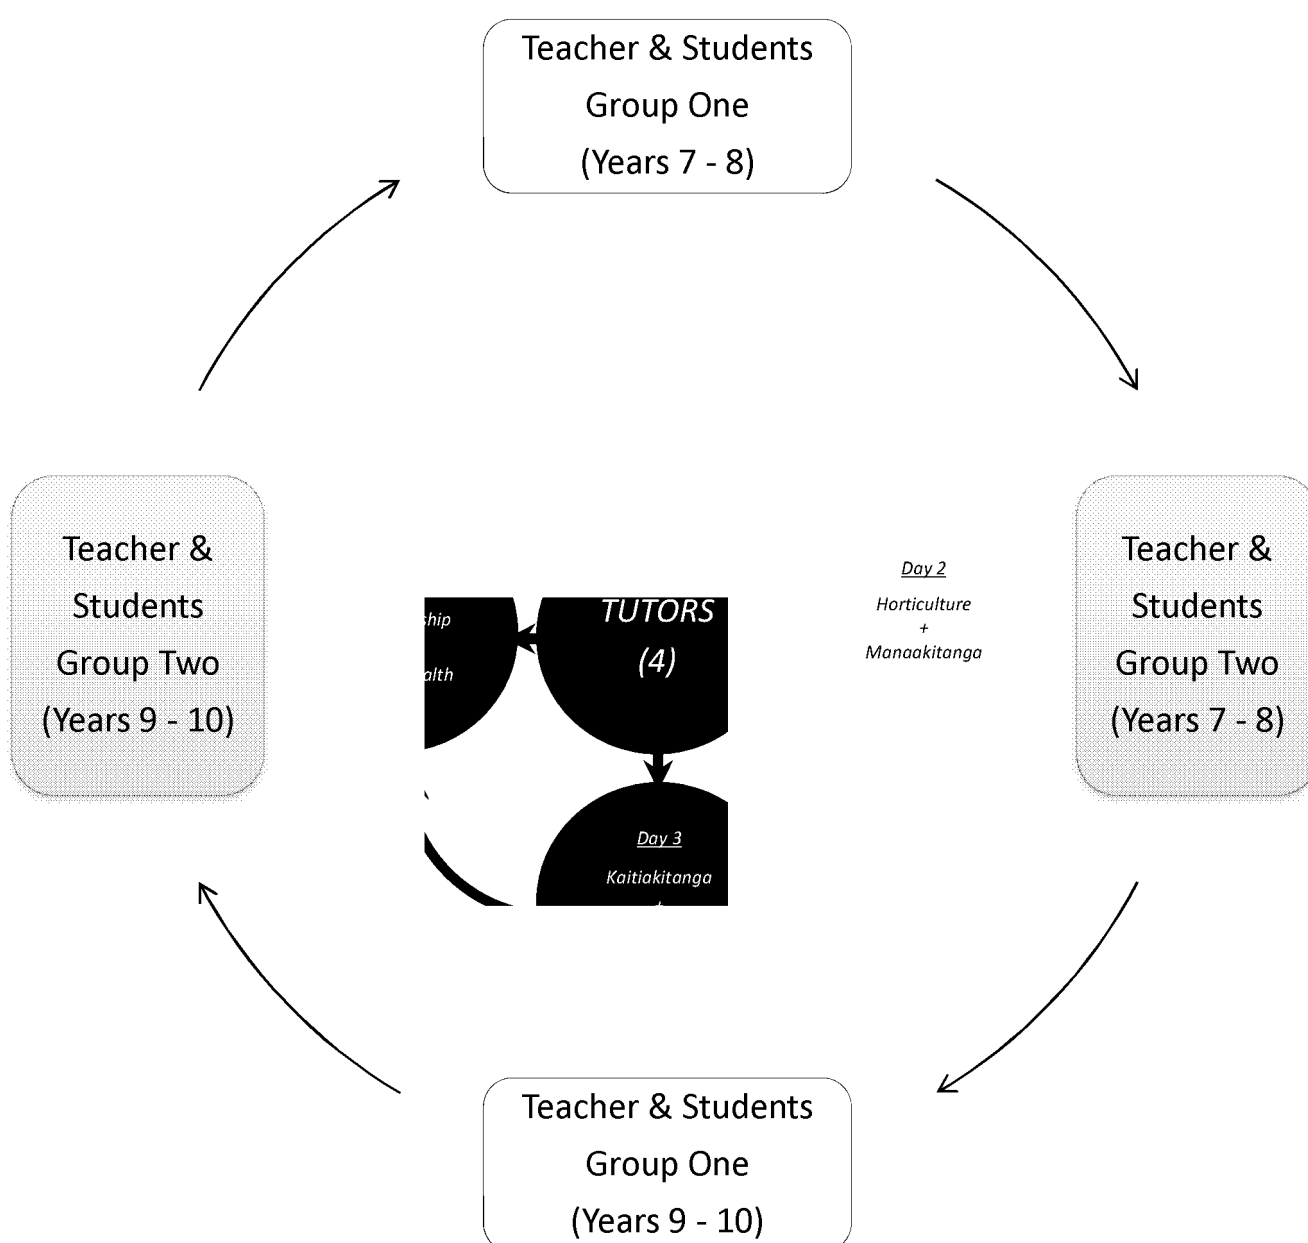 Teacher & Students
Group One
(Years 7 - 8)
Teacher &
Students
Group Two
(Years 9 - 10)
TUTORS
(4)
Day 3
Kaitiakitanga
Day 2
Horticulture
+
Manaakitanga
Teacher &
Students
Group Two
(Years 7 - 8)
Teacher & Students
Group One
(Years 9 - 10)